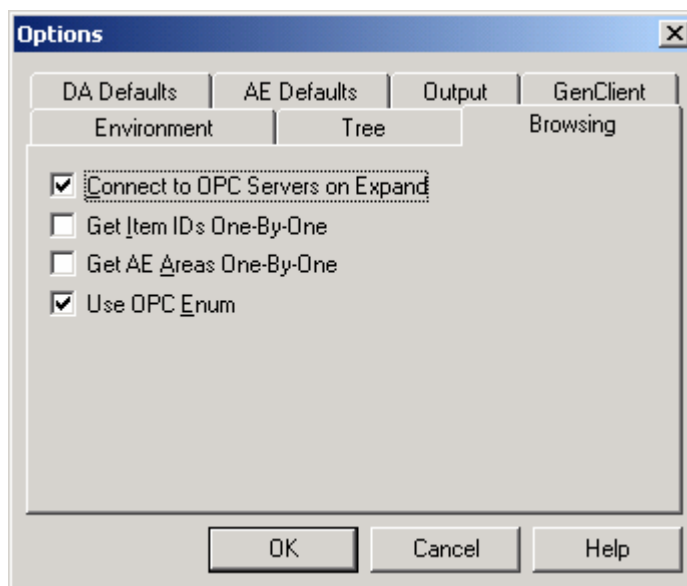 Options
DA Defaults AE Defaults Output GenClient
Environment Tree Browsing
Connect to OPC Servers on Expand
Get Item IDs One-By-One
Get AE Areas One-By-One
Use OPC Enum
OK Cancel Help